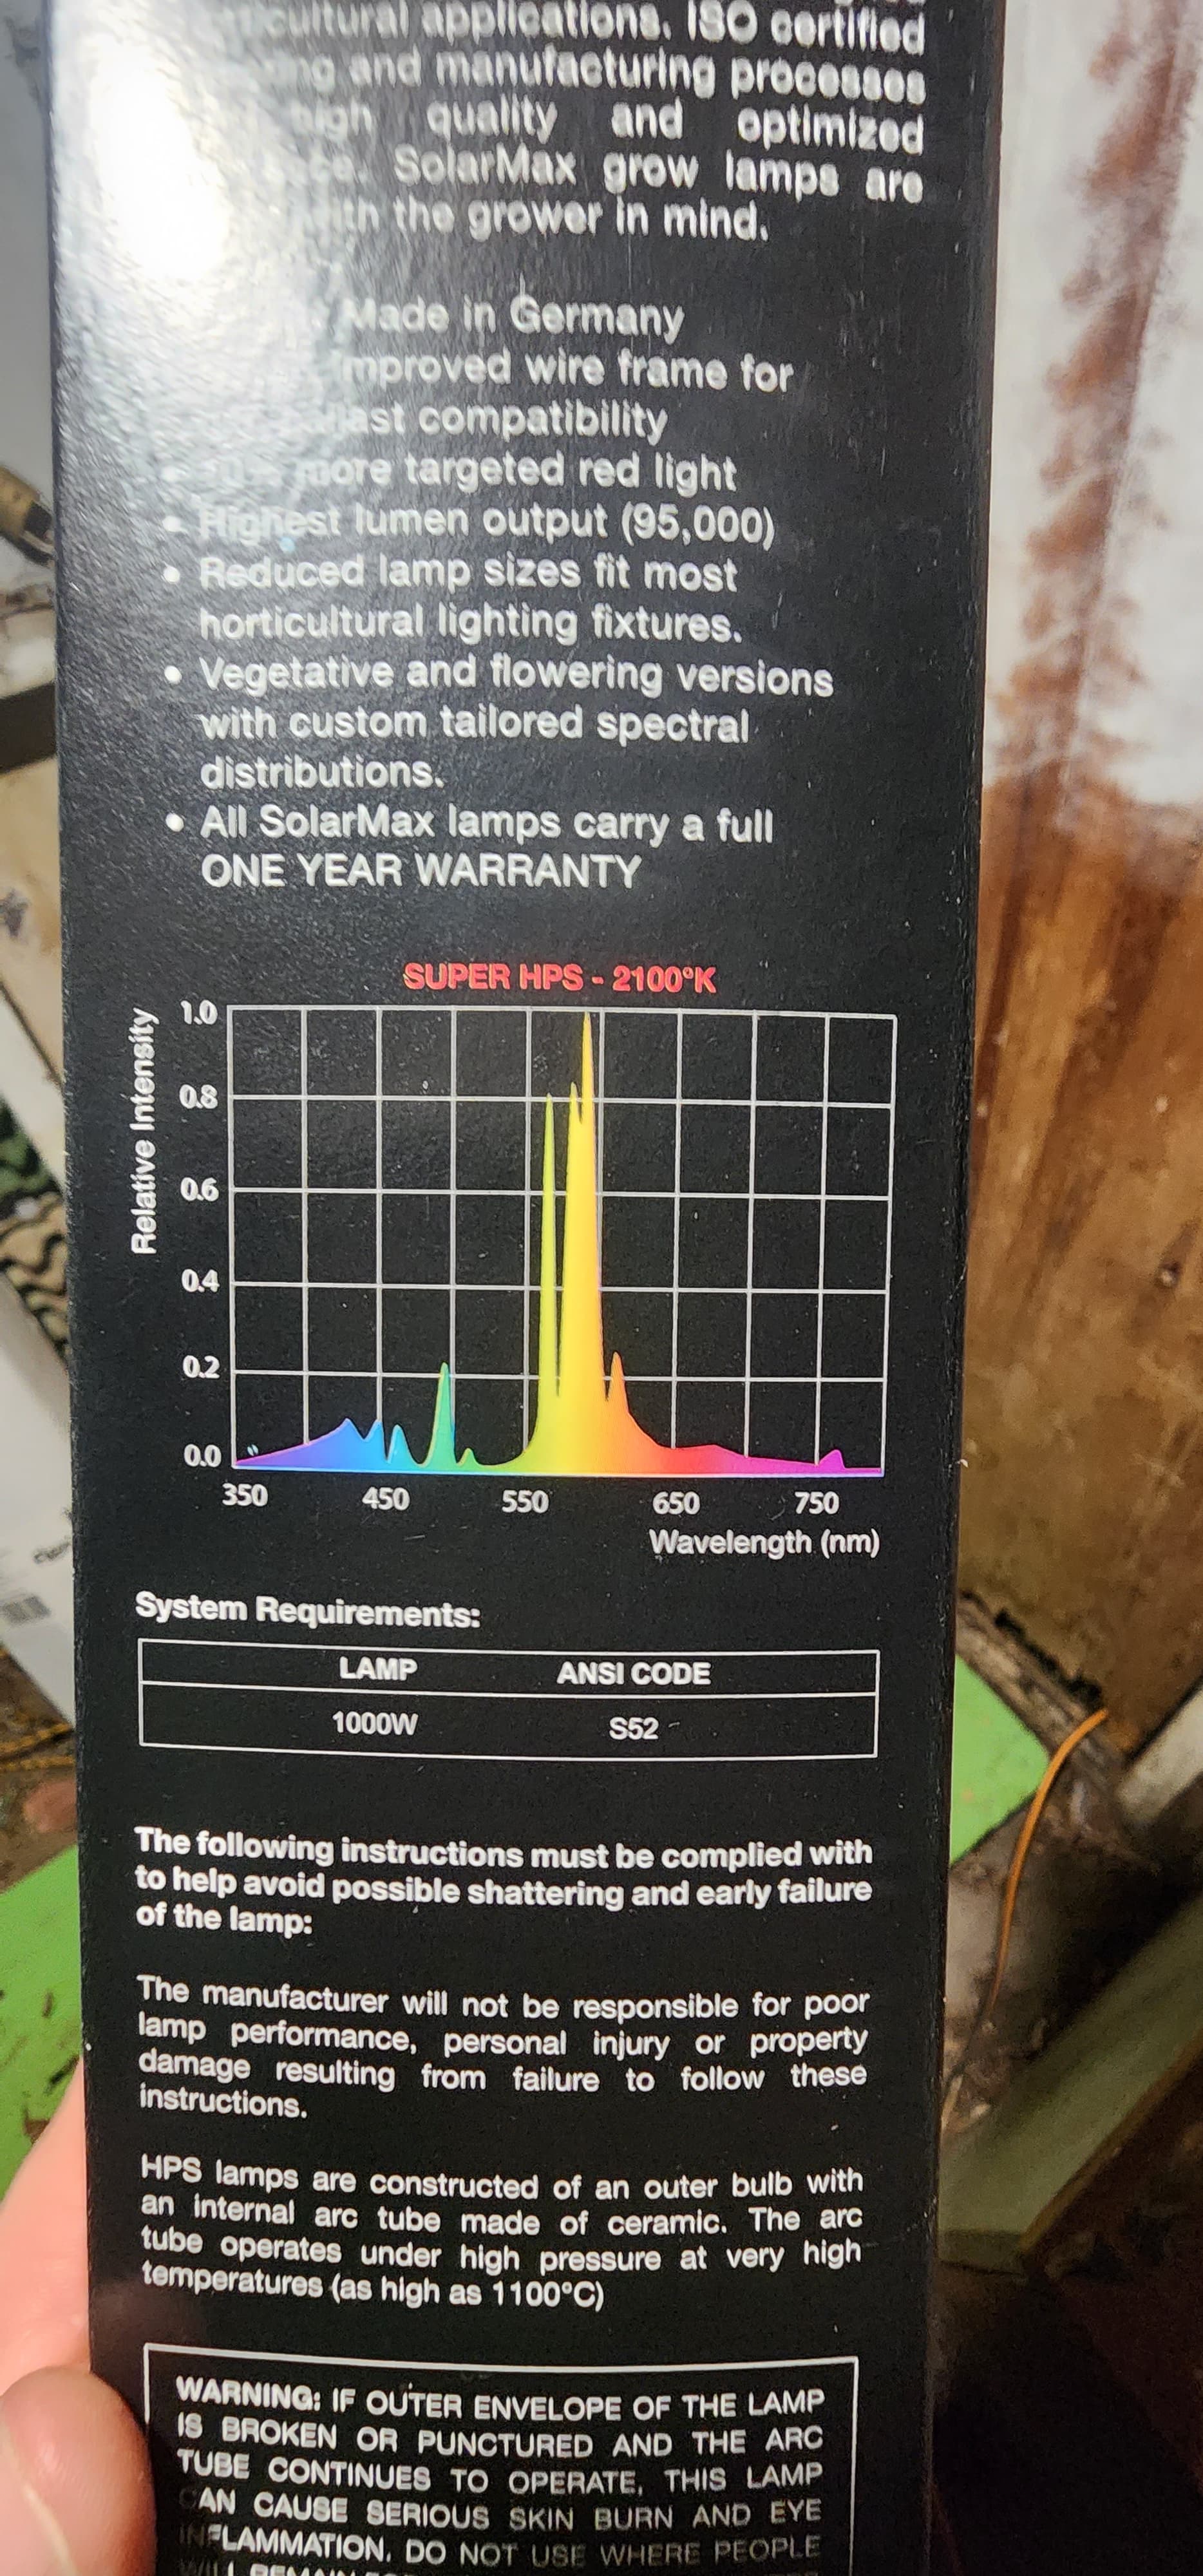 applications. ISO certified
and manufacturing processes
high quality and optimized
SolarMax grow lamps are
with the grower in mind.
Made in Germany
improved wire frame for
compatibility
more targeted red light
• Highest lumen output (95,000)
• Reduced lamp sizes fit most
horticultural lighting fixtures.
• Vegetative and flowering versions
with custom tailored spectral
distributions.
• All SolarMax lamps carry a full
ONE YEAR WARRANTY
SUPER HPS - 2100°K
Relative Intensity
1.0
0.8
0.6
0.4
0.2
0.0
350 450 550 650 750
Wavelength (nm)
System Requirements:
LAMP ANSI CODE
1000W S52
The following instructions must be complied with
to help avoid possible shattering and early failure
of the lamp:
The manufacturer will not be responsible for poor
lamp performance, personal injury or property
damage resulting from failure to follow these
instructions.
HPS lamps are constructed of an outer bulb with
an internal arc tube made of ceramic. The arc
tube operates under high pressure at very high
temperatures (as high as 1100°C)
WARNING: IF OUTER ENVELOPE OF THE LAMP
IS BROKEN OR PUNCTURED AND THE ARC
TUBE CONTINUES TO OPERATE, THIS LAMP
CAN CAUSE SERIOUS SKIN BURN AND EYE
INFLAMMATION. DO NOT USE WHERE PEOPLE